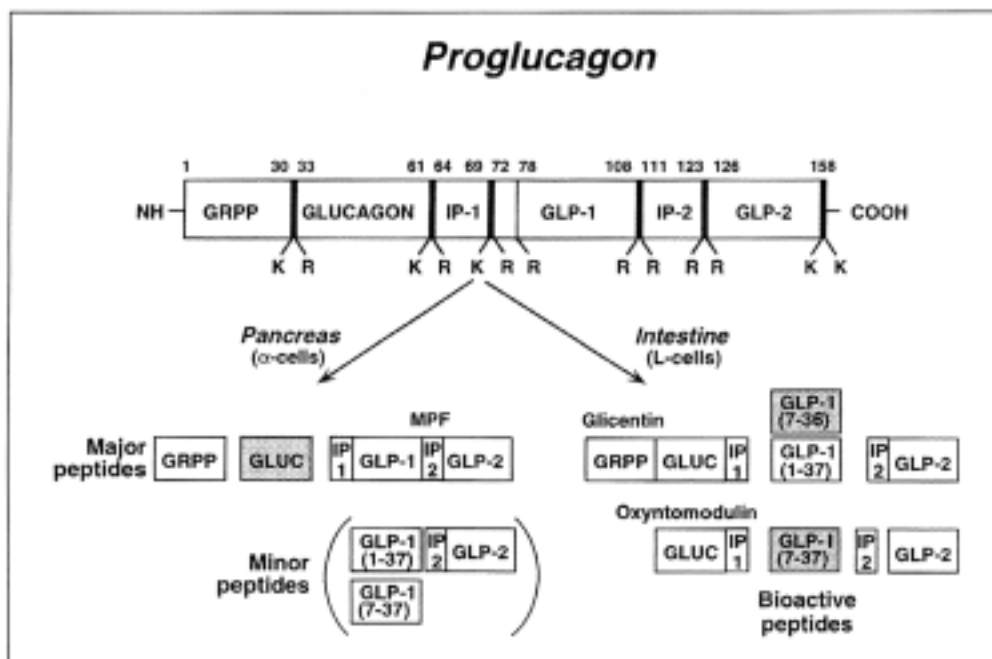 Proglucagon
1 30 33 61 64 69 72 78 108 111 123 126 158
NH GRPP GLUCAGON IP-1 GLP-1 IP-2 GLP-2 COOH
K R K R K R R R R R R K K
Pancreas
(α-cells)
Intestine
(L-cells)
MPF
Major
peptides
GRPP GLUC IP 1 GLP-1 IP 2 GLP-2
Glicentin
GRPP GLUC IP 1
GLP-1
(7-36)
GLP-1
(1-37)
IP 2 GLP-2
Minor
peptides
GLP-1
(1-37)
IP 2 GLP-2
GLP-1
(7-37)
Oxyntomodulin
GLUC IP 1
GLP-1
(7-37)
IP 2 GLP-2
Bioactive
peptides